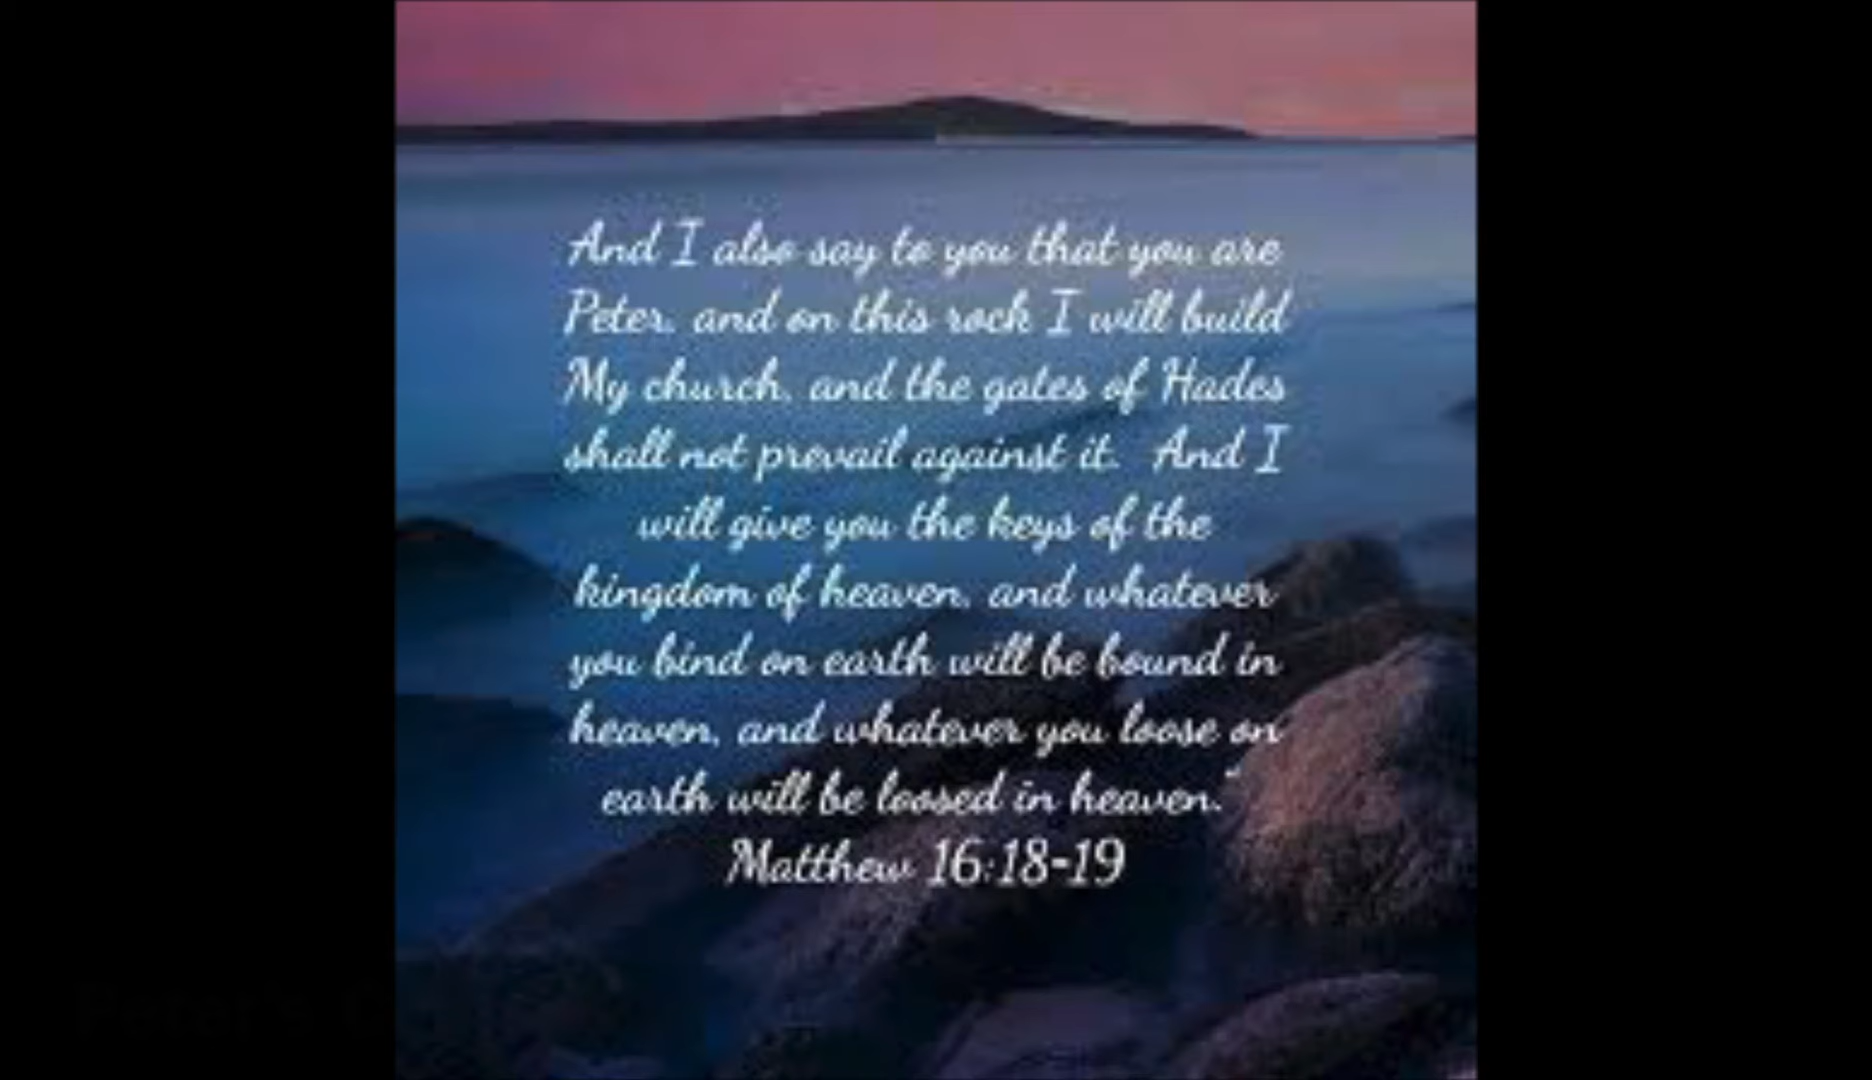 And I also say to you that you are
Peter, and on this rock I will build
My church, and the gates of Hades
shall not prevail against it. And I
will give you the keys of the
kingdom of heaven, and whatever
you bind on earth will be bound in
heaven, and whatever you loose on
earth will be loosed in heaven."
Matthew 16:18-19
Peter's